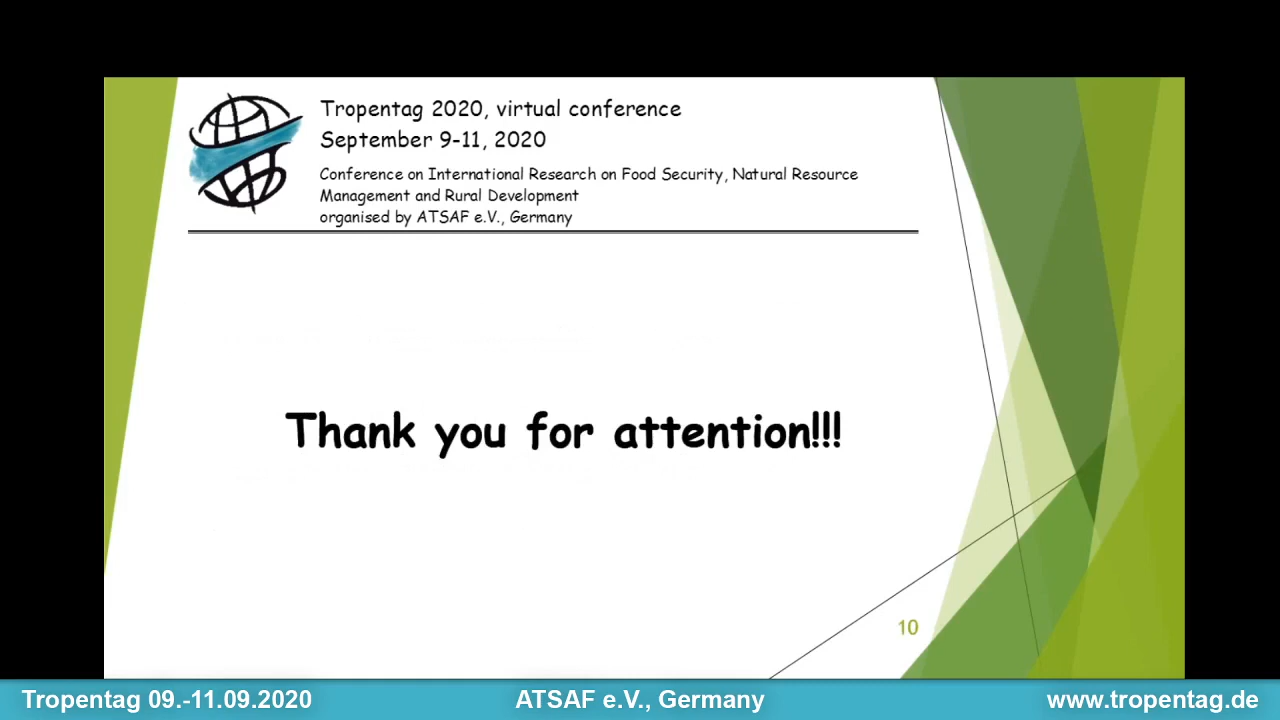 Tropentag 2020, virtual conference
September 9-11, 2020
Conference on International Research on Food Security, Natural Resource
Management and Rural Development
organised by ATSAF e.V., Germany
Thank you for attention!!!
10
Tropentag 09.-11.09.2020
ATSAF e.V., Germany
www.tropentag.de